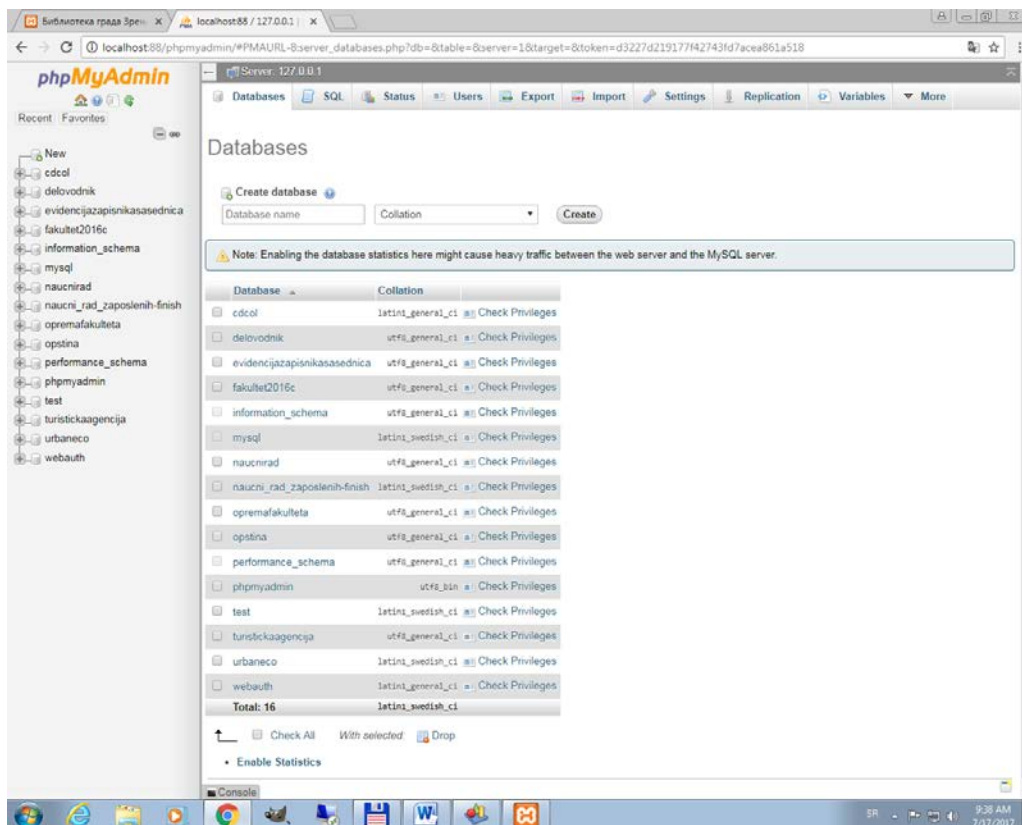 Библиотека града Зрен
localhost:88 / 127.0.0.1 |
localhost:88/phpmyadmin/#PMAURL-8:server_databases.php?db=&table=&server=1&target=&token=d3227d219177f42743fd7acea861a518
phpMyAdmin
Recent Favorites
New
cdcol
delovodnik
evidencijazapisnikasasednica
fakultet2016c
information_schema
mysql
naucnirad
naucni_rad_zaposlenih-finish
opremafakulteta
opstina
performance_schema
phpmyadmin
test
turistickaagencija
urbaneco
webauth
Server: 127.0.0.1
Databases SQL Status Users Export Import Settings Replication Variables More
Databases
Create database
Database name Collation Create
Note: Enabling the database statistics here might cause heavy traffic between the web server and the MySQL server.
Database Collation
cdcol latin1_general_ci Check Privileges
delovodnik utf8_general_ci Check Privileges
evidencijazapisnikasasednica utf8_general_ci Check Privileges
fakultet2016c utf8_general_ci Check Privileges
information_schema utf8_general_ci Check Privileges
mysql latin1_swedish_ci Check Privileges
naucnirad utf8_general_ci Check Privileges
naucni_rad_zaposlenih-finish latin1_swedish_ci Check Privileges
opremafakulteta utf8_general_ci Check Privileges
opstina utf8_general_ci Check Privileges
performance_schema utf8_general_ci Check Privileges
phpmyadmin utf8_bin Check Privileges
test latin1_swedish_ci Check Privileges
turistickaagencija utf8_general_ci Check Privileges
urbaneco latin1_swedish_ci Check Privileges
webauth latin1_general_ci Check Privileges
Total: 16 latin1_swedish_ci
Check All With selected: Drop
Enable Statistics
Console
SR 9:38 AM
7/17/2017